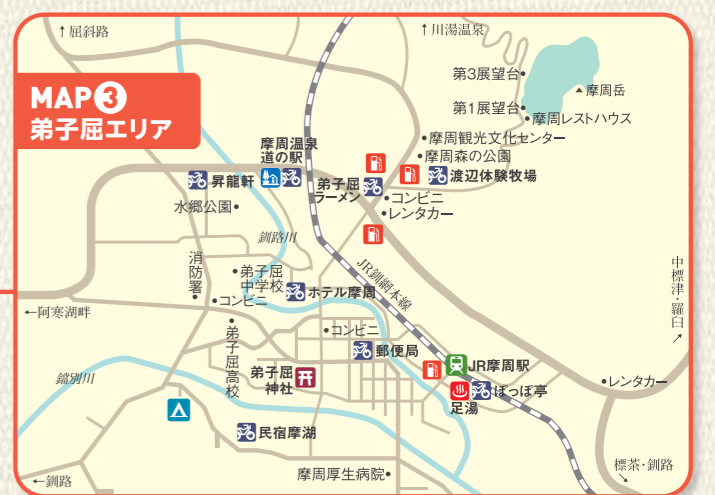 ↑屈斜路
↑川湯温泉
MAP❸
弟子屈エリア
第3展望台
▲摩周岳
第1展望台
摩周レストハウス
摩周温泉
道の駅
摩周観光文化センター
摩周森の公園
昇龍軒
弟子屈
ラーメン
渡辺体験牧場
コンビニ
レンタカー
水郷公園
釧路川
消防署
弟子屈
中学校
コンビニ
ホテル摩周
JR釧網本線
中標津・羅臼
←阿寒湖畔
弟子屈高校
コンビニ
郵便局
JR摩周駅
弟子屈
神社
ぽっぽ亭
足湯
レンタカー
鐺別川
民宿摩湖
摩周厚生病院
標茶・釧路
←釧路